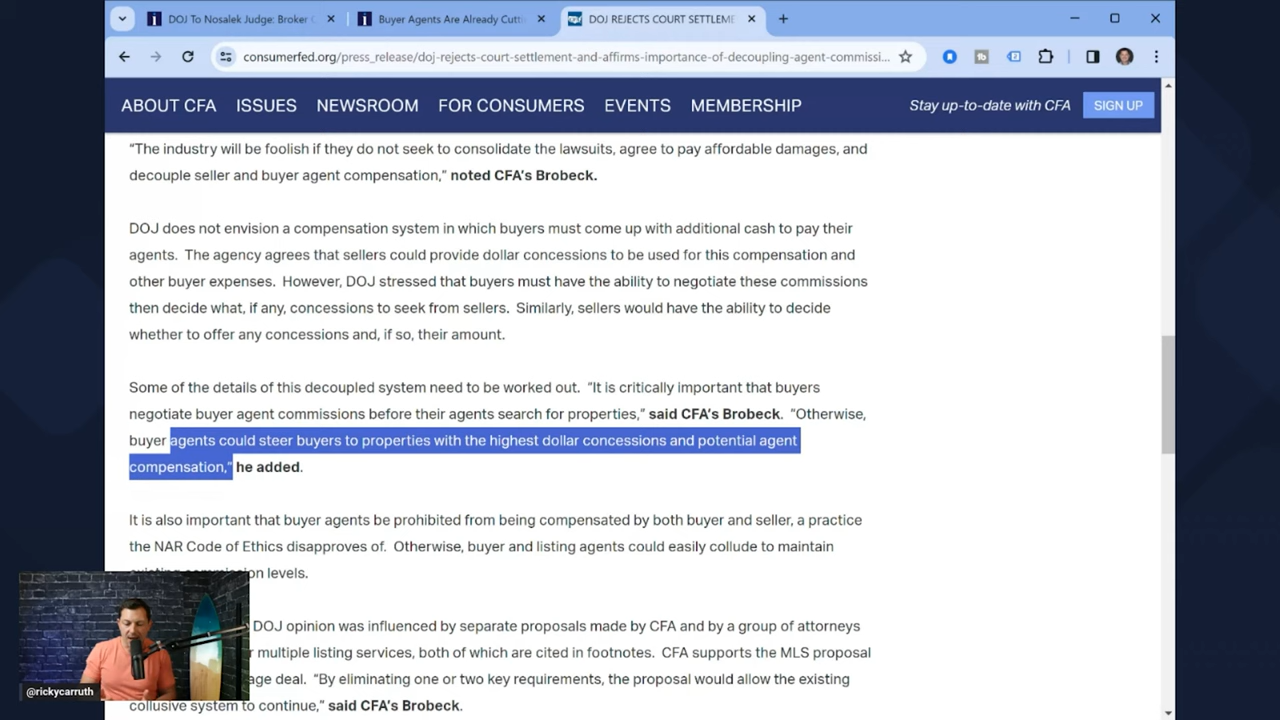 DOJ To Nosalek Judge: Broker C
Buyer Agents Are Already Cutti
DOJ REJECTS COURT SETTLEME
consumerfed.org/press_release/doj-rejects-court-settlement-and-affirms-importance-of-decoupling-agent-commissi...
ABOUT CFA ISSUES NEWSROOM FOR CONSUMERS EVENTS MEMBERSHIP Stay up-to-date with CFA SIGN UP
“The industry will be foolish if they do not seek to consolidate the lawsuits, agree to pay affordable damages, and
decouple seller and buyer agent compensation,” noted CFA’s Brobeck.
DOJ does not envision a compensation system in which buyers must come up with additional cash to pay their
agents. The agency agrees that sellers could provide dollar concessions to be used for this compensation and
other buyer expenses. However, DOJ stressed that buyers must have the ability to negotiate these commissions
then decide what, if any, concessions to seek from sellers. Similarly, sellers would have the ability to decide
whether to offer any concessions and, if so, their amount.
Some of the details of this decoupled system need to be worked out. “It is critically important that buyers
negotiate buyer agent commissions before their agents search for properties,” said CFA’s Brobeck. “Otherwise,
buyer agents could steer buyers to properties with the highest dollar concessions and potential agent
compensation,” he added.
It is also important that buyer agents be prohibited from being compensated by both buyer and seller, a practice
the NAR Code of Ethics disapproves of. Otherwise, buyer and listing agents could easily collude to maintain
levels.
DOJ opinion was influenced by separate proposals made by CFA and by a group of attorneys
multiple listing services, both of which are cited in footnotes. CFA supports the MLS proposal
deal. “By eliminating one or two key requirements, the proposal would allow the existing
collusive system to continue,” said CFA’s Brobeck.
@rickycarruth